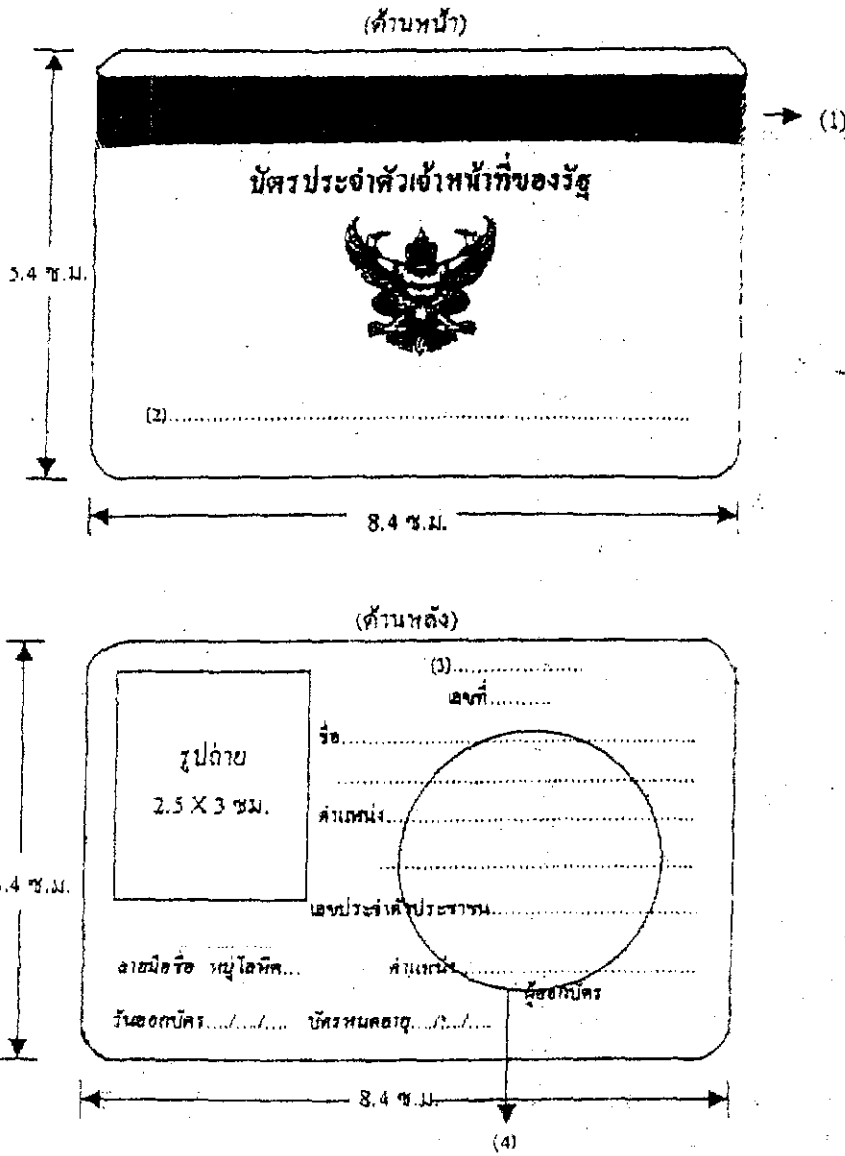 (ด้านหน้า)
(1)
บัตรประจำตัวเจ้าหน้าที่ของรัฐ
5.4 ซ.ม.
(2)........................................
8.4 ซ.ม.
(ด้านหลัง)
(3)....................
เลขที่..........
รูปถ่าย
2.5 X 3 ซม.
ชื่อ........................................
ตำแหน่ง........................................
.4 ซ.ม.
เลขประจำตัวประชาชน....................
ลายมือชื่อ หมู่โลหิต... ตำแหน่ง....................
ผู้ออกบัตร
วันออกบัตร..../..../.... บัตรหมดอายุ..../..../....
8.4 ซ.ม.
(4)